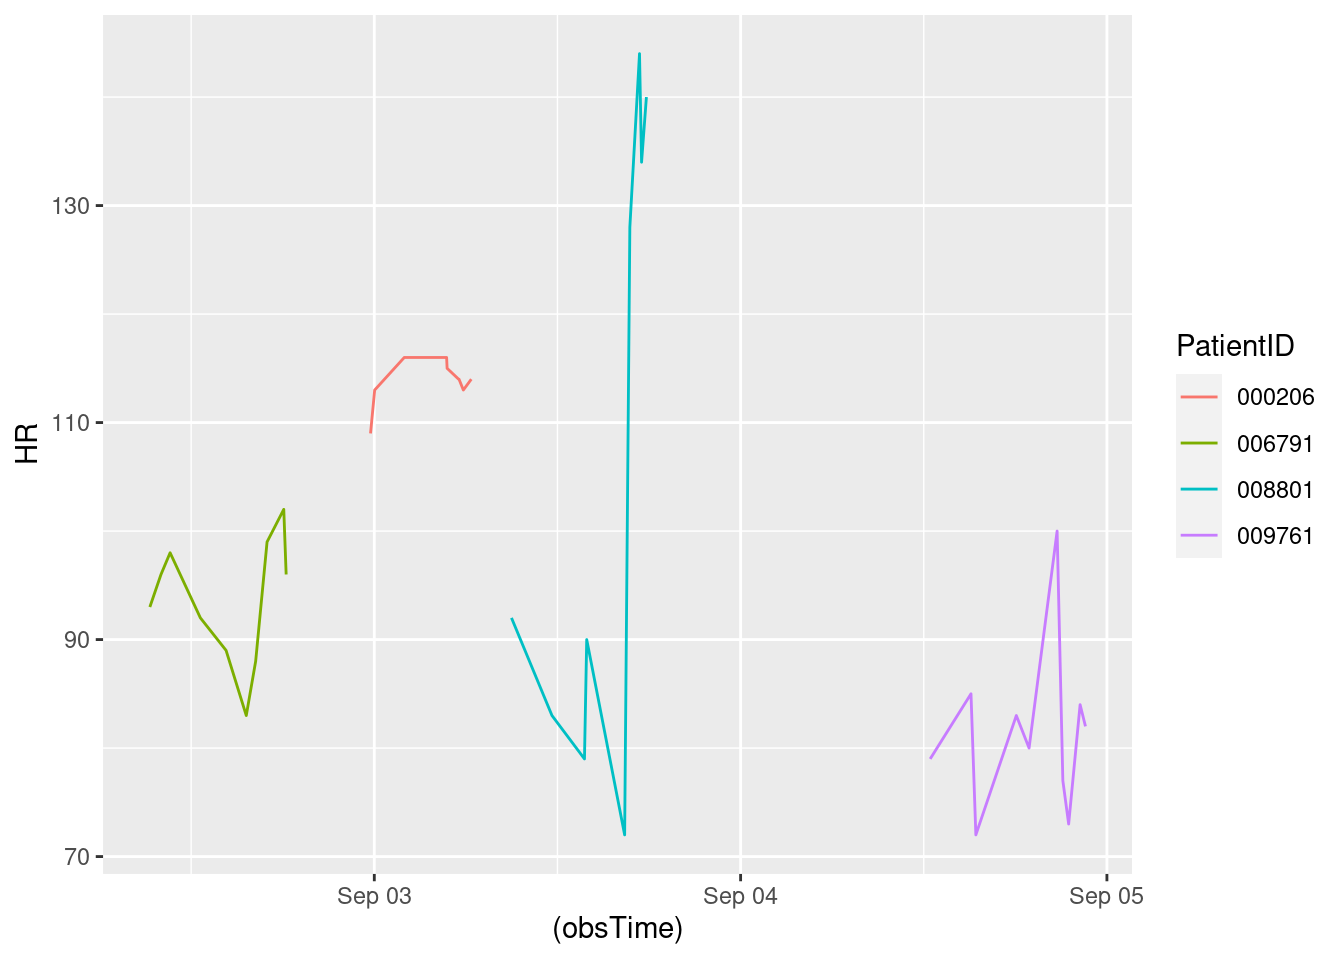 130
110
90
70
HR
Sep 03
Sep 04
Sep 05
(obsTime)
PatientID
000206
006791
008801
009761